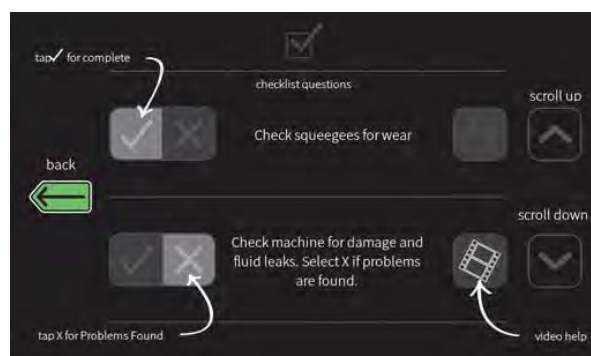 tap✓ for complete
checklist questions
scroll up
Check squeegees for wear
back
scroll down
Check machine for damage and
fluid leaks. Select X if problems
are found.
tap X for Problems Found
video help